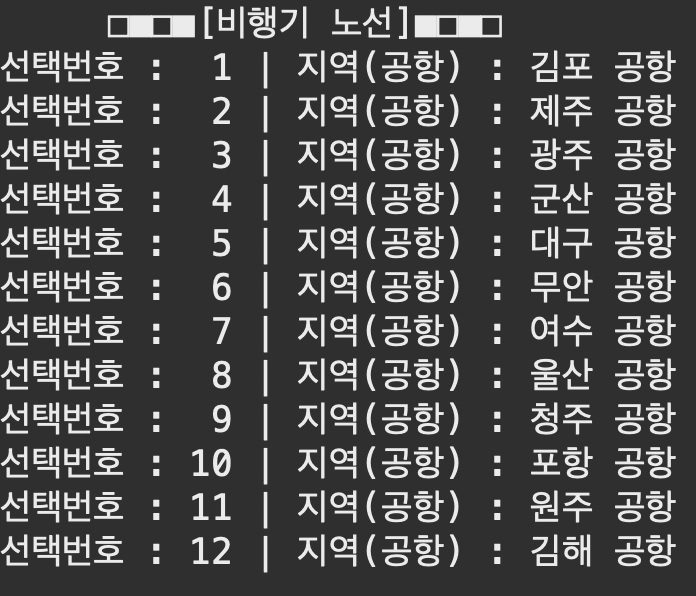 □■□■[비행기 노선]■□■□
선택번호 :  1 | 지역(공항) : 김포 공항
선택번호 :  2 | 지역(공항) : 제주 공항
선택번호 :  3 | 지역(공항) : 광주 공항
선택번호 :  4 | 지역(공항) : 군산 공항
선택번호 :  5 | 지역(공항) : 대구 공항
선택번호 :  6 | 지역(공항) : 무안 공항
선택번호 :  7 | 지역(공항) : 여수 공항
선택번호 :  8 | 지역(공항) : 울산 공항
선택번호 :  9 | 지역(공항) : 청주 공항
선택번호 : 10 | 지역(공항) : 포항 공항
선택번호 : 11 | 지역(공항) : 원주 공항
선택번호 : 12 | 지역(공항) : 김해 공항